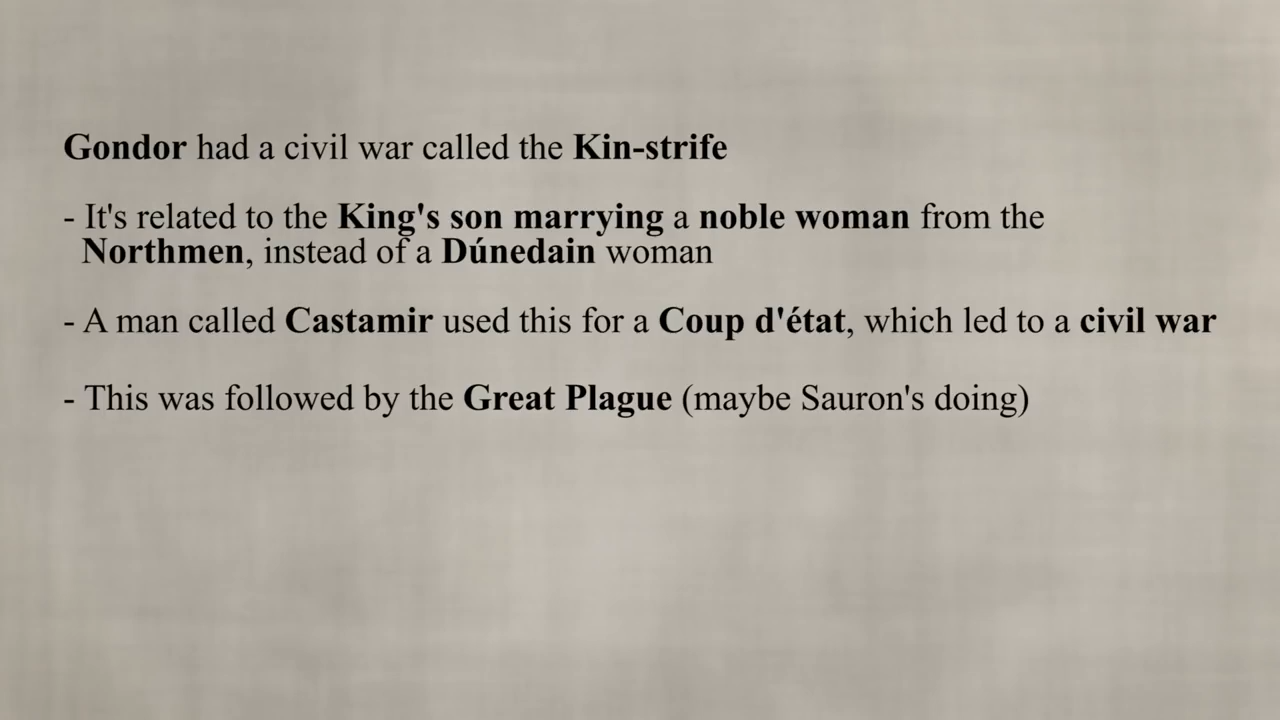 Gondor had a civil war called the Kin-strife
- It's related to the King's son marrying a noble woman from the
Northmen, instead of a Dúnedain woman
- A man called Castamir used this for a Coup d'état, which led to a civil war
- This was followed by the Great Plague (maybe Sauron's doing)